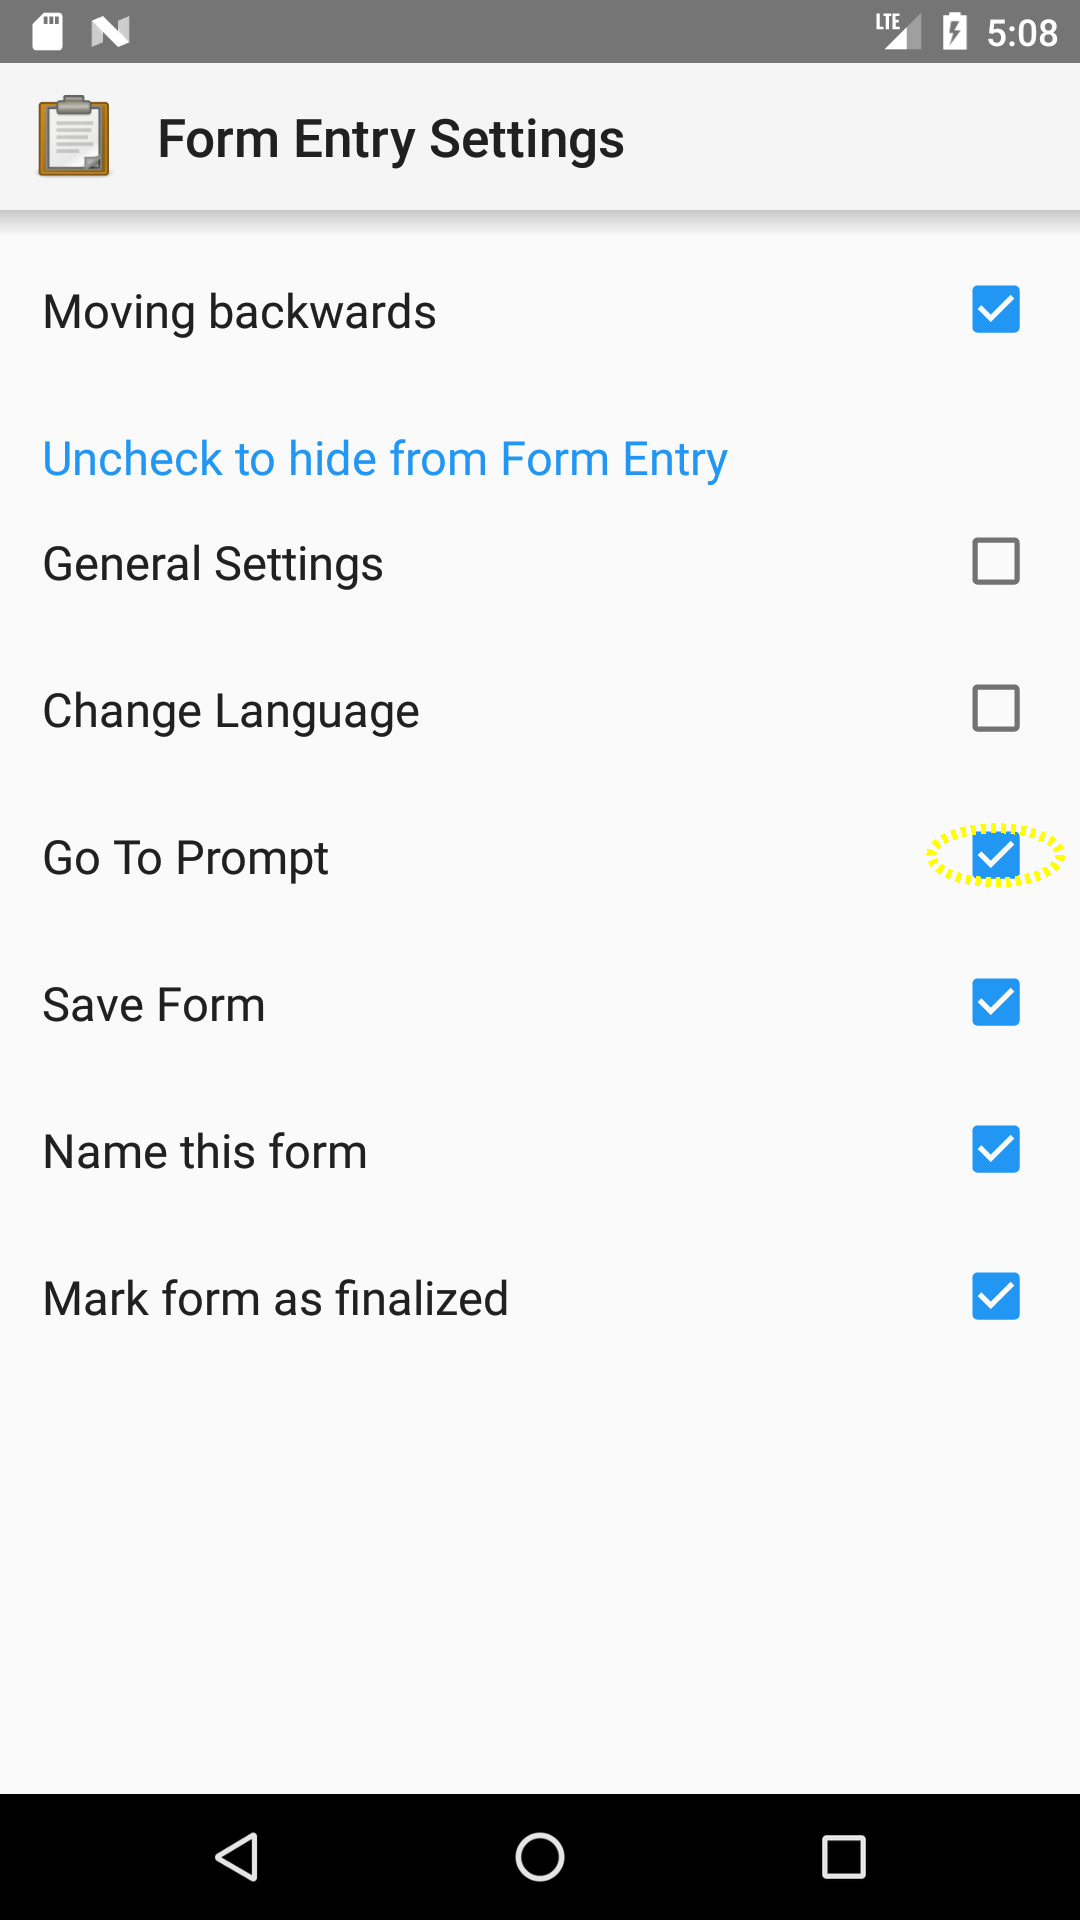 LTE 5:08
Form Entry Settings
Moving backwards
Uncheck to hide from Form Entry
General Settings
Change Language
Go To Prompt
Save Form
Name this form
Mark form as finalized